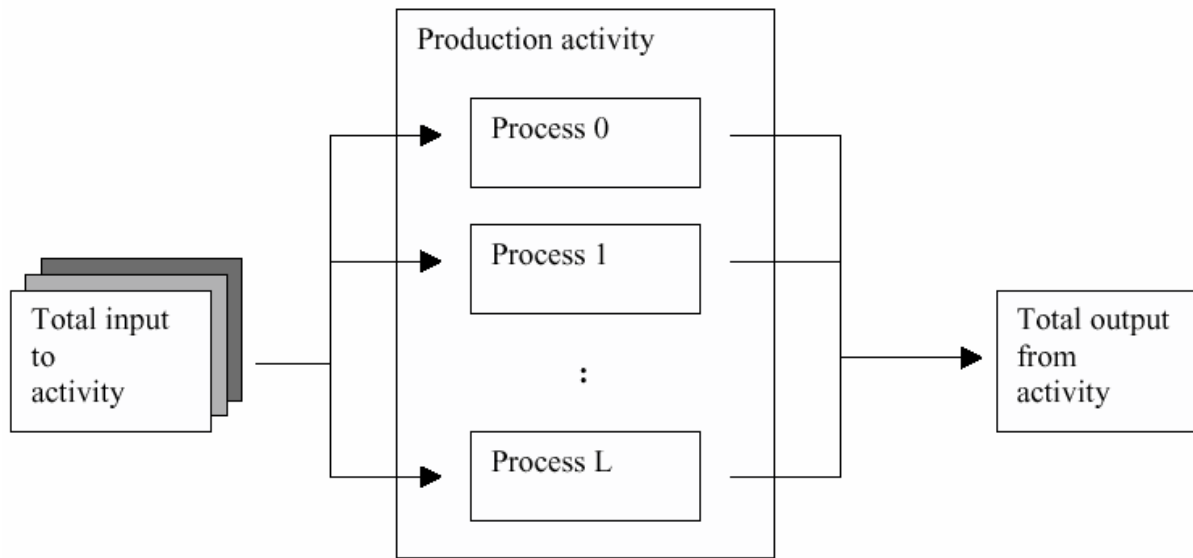 Production activity
Process 0
Process 1
:
Process L
Total input
to
activity
Total output
from
activity